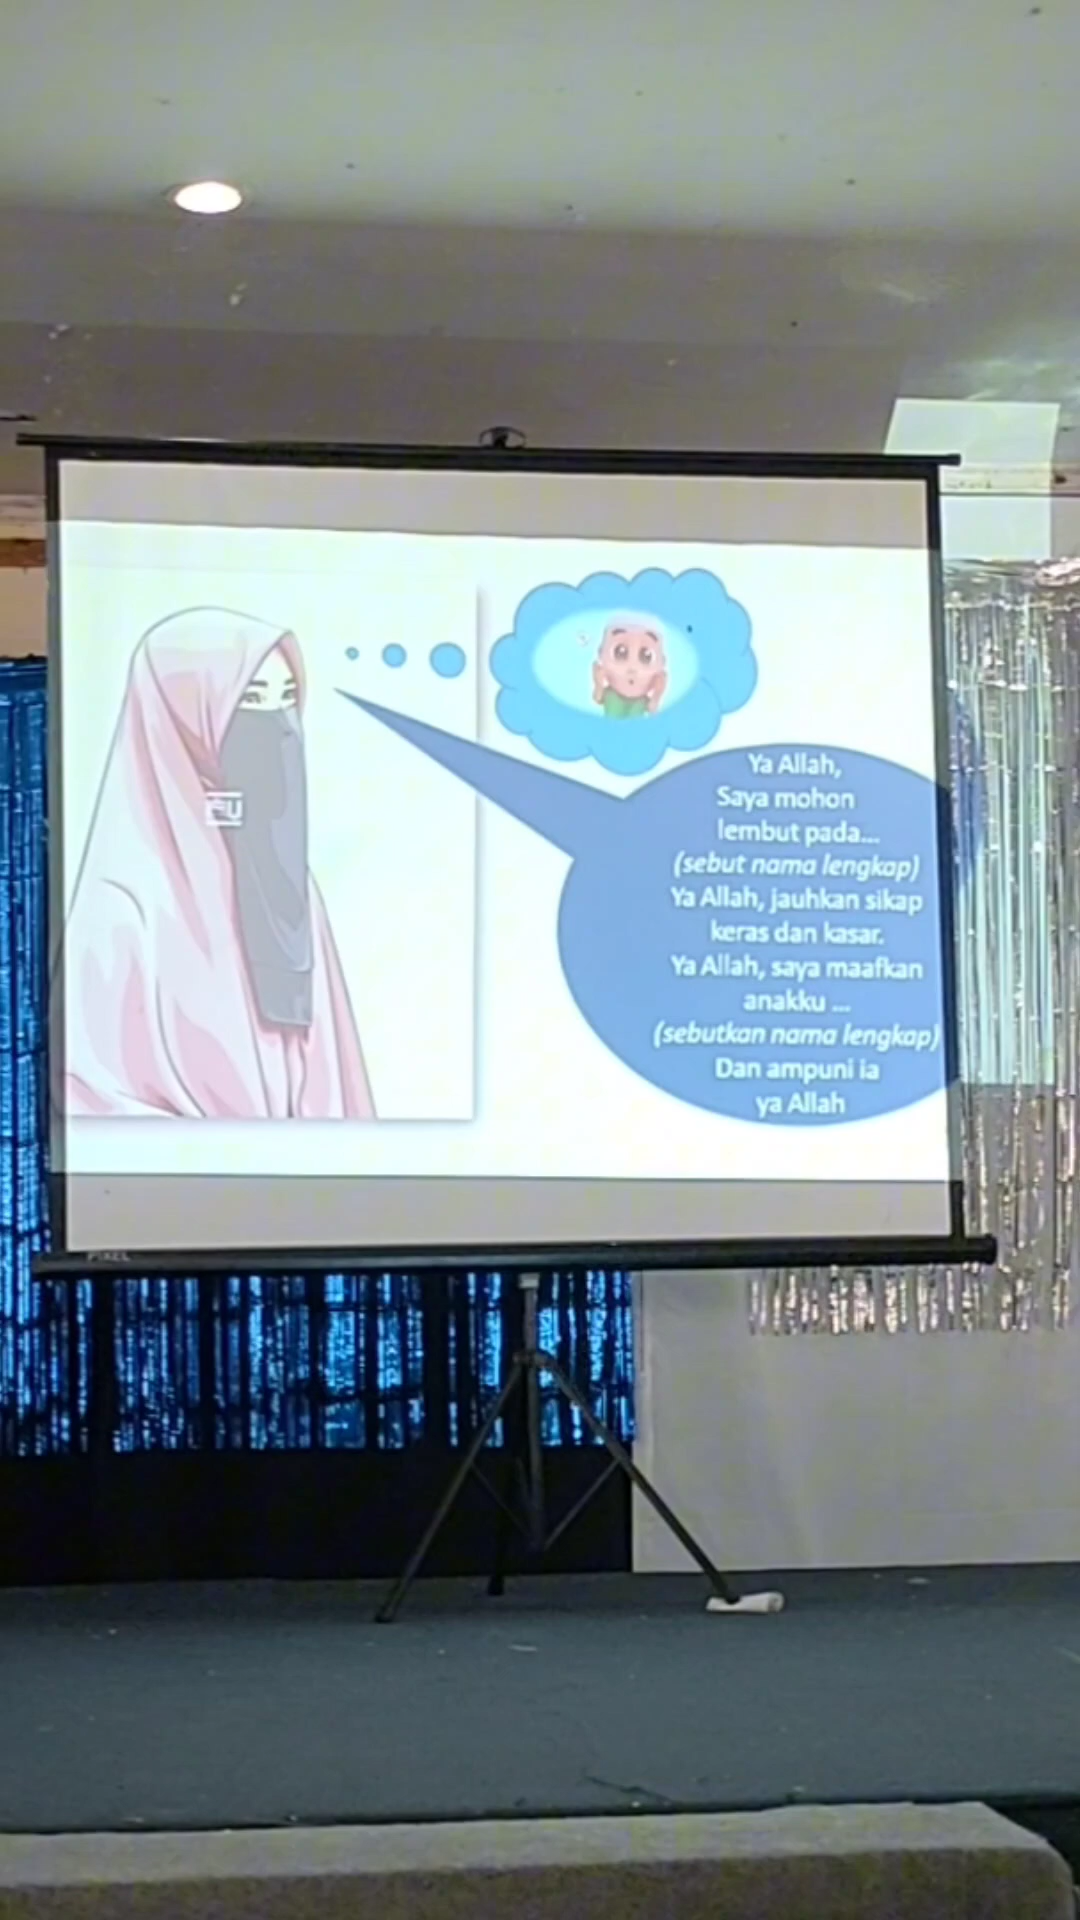 Ya Allah,
Saya mohon
lembut pada...
(sebut nama lengkap)
Ya Allah, jauhkan sikap
keras dan kasar.
Ya Allah, saya maafkan
anakku ...
(sebutkan nama lengkap)
Dan ampuni ia
ya Allah
PIXEL